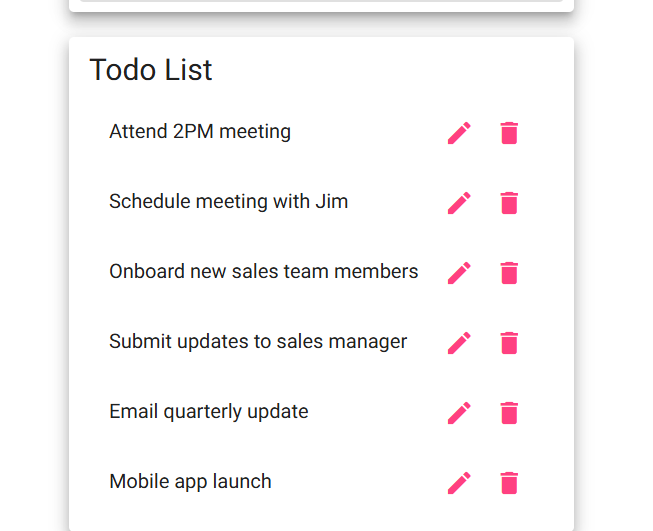 Todo List
Attend 2PM meeting
Schedule meeting with Jim
Onboard new sales team members
Submit updates to sales manager
Email quarterly update
Mobile app launch